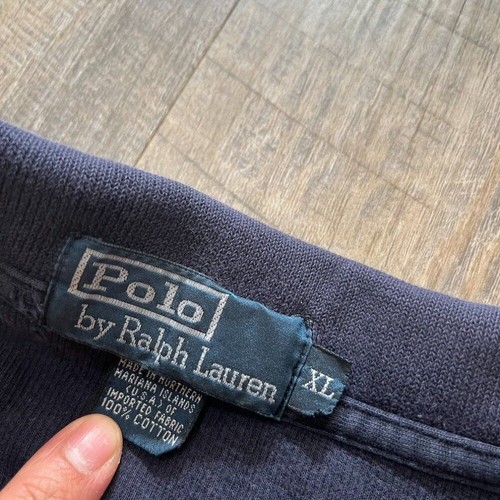 Polo
by Ralph Lauren
XL
MADE IN NORTHERN
MARIANA ISLANDS
(U.S.A.) OF
IMPORTED FABRIC
100% COTTON